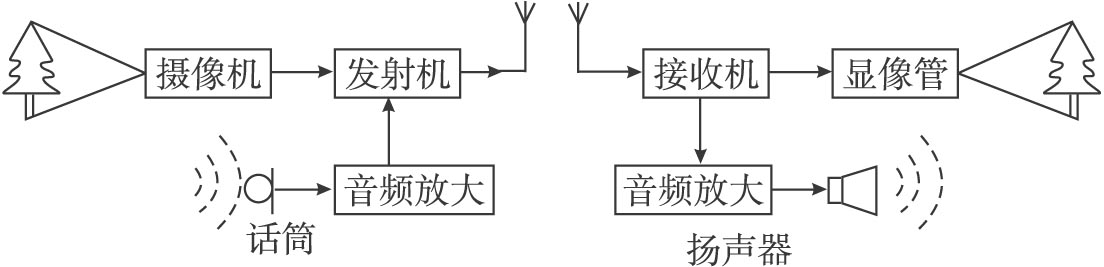 摄像机
发射机
接收机
显像管
音频放大
音频放大
话筒
扬声器